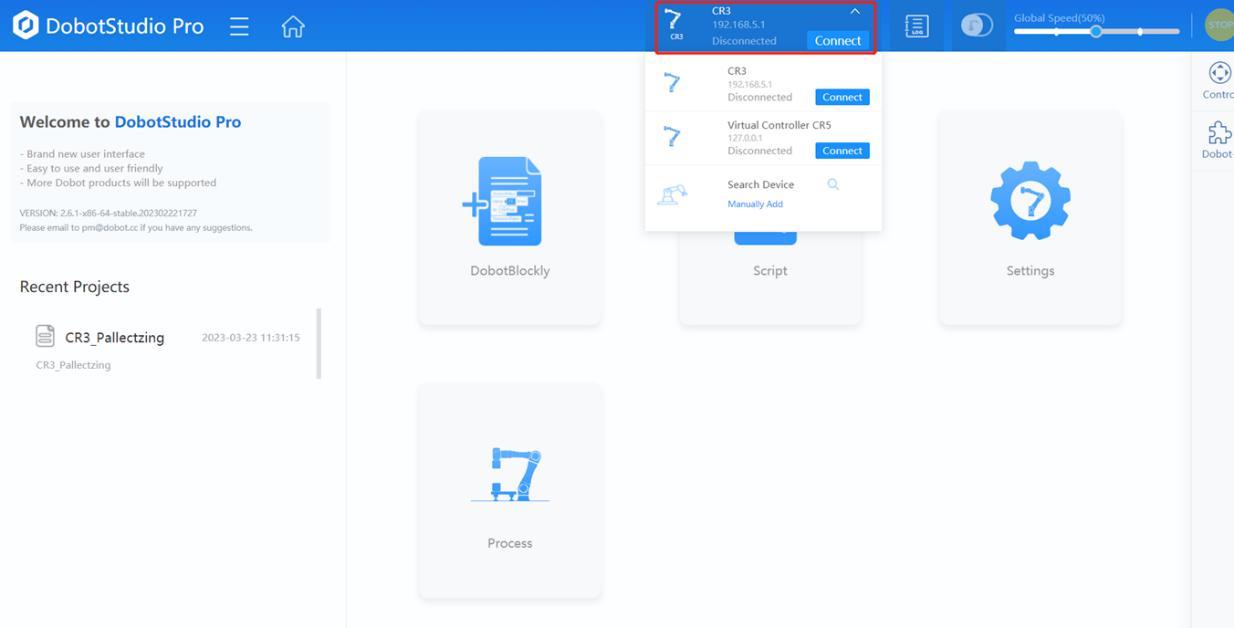 DobotStudio Pro
CR3
CR3
192.168.5.1
Disconnected
Connect
LOG
Global Speed(50%)
STOP
CR3
192.168.5.1
Disconnected
Connect
Virtual Controller CR5
127.0.0.1
Disconnected
Connect
Search Device
Manually Add
Contro
Dobot
Welcome to DobotStudio Pro
- Brand new user interface
- Easy to use and user friendly
- More Dobot products will be supported
VERSION: 2.6.1-x86-64-stable.202302221727
Please email to pm@dobot.cc if you have any suggestions.
Recent Projects
CR3_Pallectzing
2023-03-23 11:31:15
CR3_Pallectzing
DobotBlockly
Script
Settings
Process